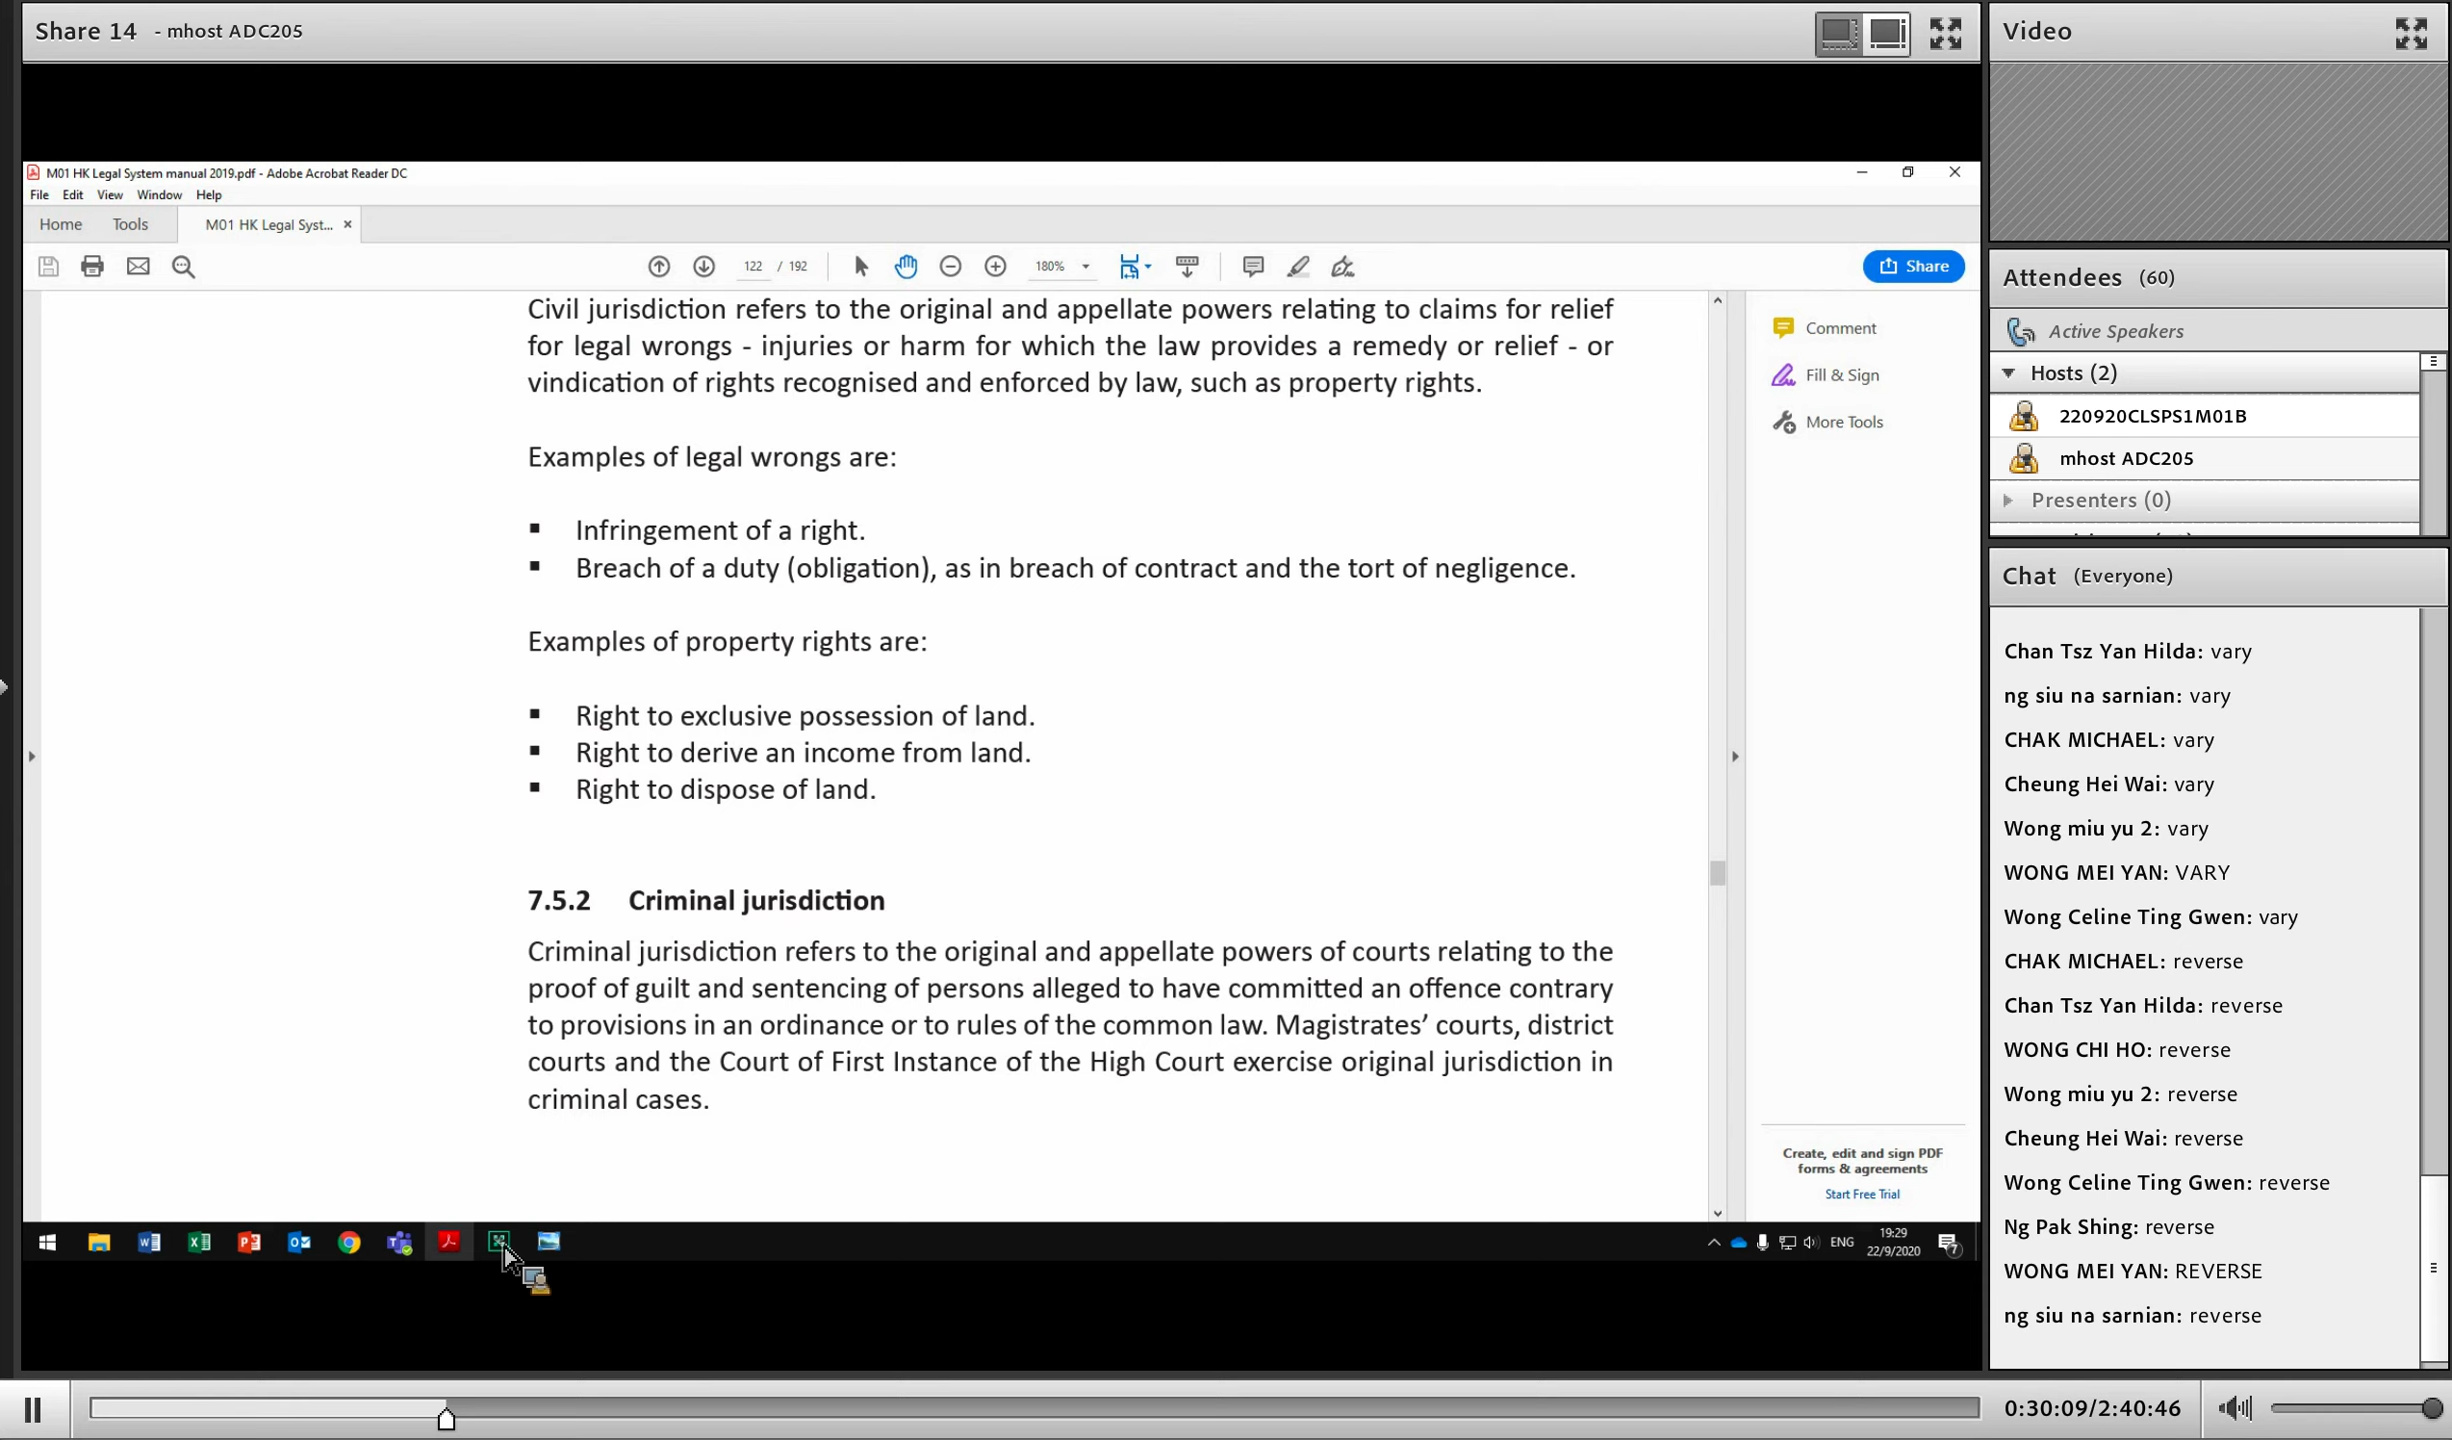 Share 14 - mhost ADC205
M01 HK Legal System manual 2019.pdf - Adobe Acrobat Reader DC
File Edit View Window Help
Home Tools M01 HK Legal Syst... ×
122 / 192 180% Share
Civil jurisdiction refers to the original and appellate powers relating to claims for relief
for legal wrongs - injuries or harm for which the law provides a remedy or relief - or
vindication of rights recognised and enforced by law, such as property rights.
Examples of legal wrongs are:
▪ Infringement of a right.
▪ Breach of a duty (obligation), as in breach of contract and the tort of negligence.
Examples of property rights are:
▪ Right to exclusive possession of land.
▪ Right to derive an income from land.
▪ Right to dispose of land.
7.5.2 Criminal jurisdiction
Criminal jurisdiction refers to the original and appellate powers of courts relating to the
proof of guilt and sentencing of persons alleged to have committed an offence contrary
to provisions in an ordinance or to rules of the common law. Magistrates’ courts, district
courts and the Court of First Instance of the High Court exercise original jurisdiction in
criminal cases.
Comment
Fill & Sign
More Tools
Create, edit and sign PDF
forms & agreements
Start Free Trial
ENG
19:29
22/9/2020
7
Video
Attendees (60)
Active Speakers
Hosts (2)
220920CLSPS1M01B
mhost ADC205
Presenters (0)
Chat (Everyone)
Chan Tsz Yan Hilda: vary
ng siu na sarnian: vary
CHAK MICHAEL: vary
Cheung Hei Wai: vary
Wong miu yu 2: vary
WONG MEI YAN: VARY
Wong Celine Ting Gwen: vary
CHAK MICHAEL: reverse
Chan Tsz Yan Hilda: reverse
WONG CHI HO: reverse
Wong miu yu 2: reverse
Cheung Hei Wai: reverse
Wong Celine Ting Gwen: reverse
Ng Pak Shing: reverse
WONG MEI YAN: REVERSE
ng siu na sarnian: reverse
0:30:09/2:40:46